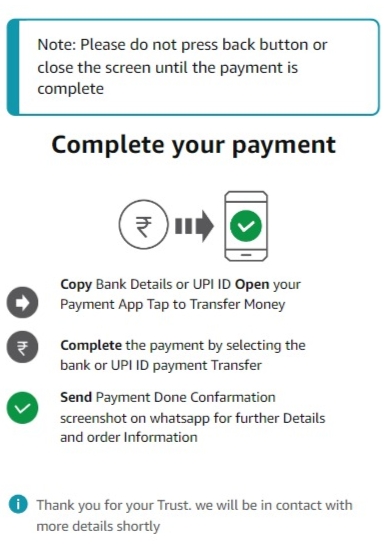 Note: Please do not press back button or
close the screen until the payment is
complete
Complete your payment
₹
Copy Bank Details or UPI ID Open your
Payment App Tap to Transfer Money
₹
Complete the payment by selecting the
bank or UPI ID payment Transfer
Send Payment Done Confarmation
screenshot on whatsapp for further Details
and order Information
i
Thank you for your Trust. we will be in contact with
more details shortly